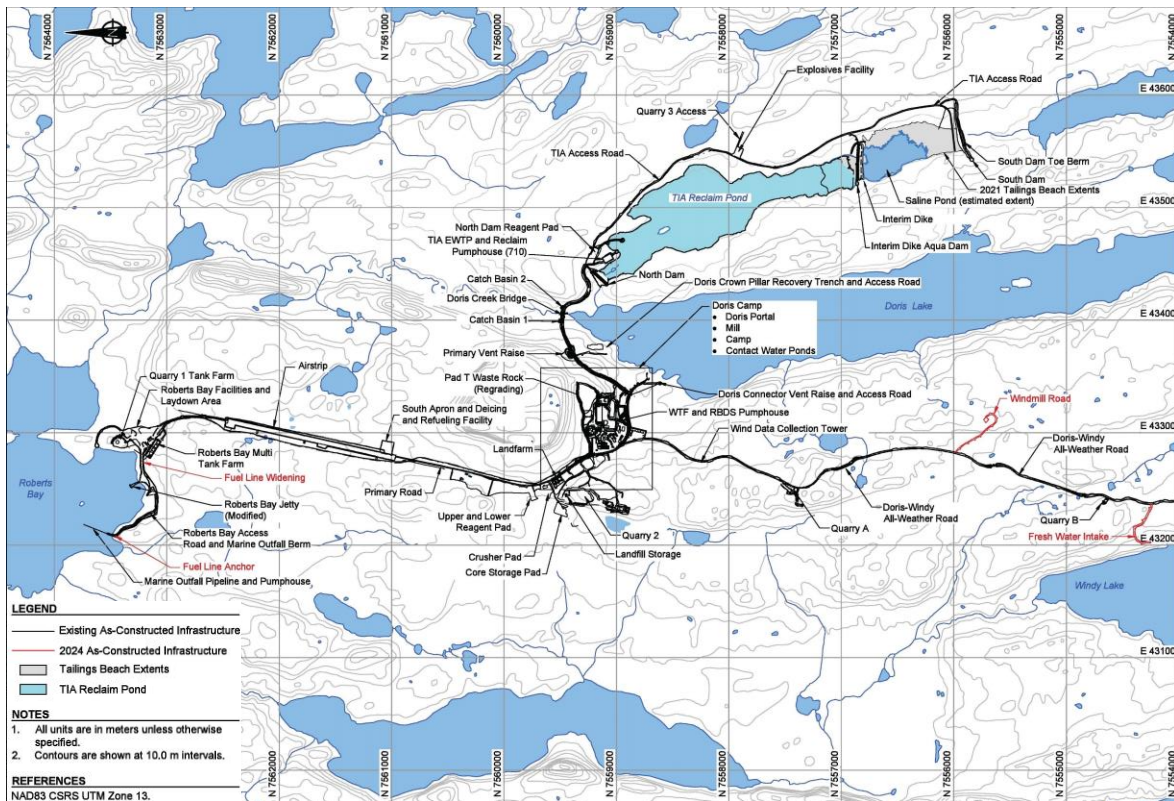 N 7564000
N 7563000
N 7562000
N 7561000
N 7560000
N 7559000
N 7558000
N 7557000
N 7556000
N 7555000
N 7554000
N
Explosives Facility
TIA Access Road
E 43600
Quarry 3 Access
TIA Access Road
South Dam Toe Berm
South Dam
2021 Tailings Beach Extents
TIA Reclaim Pond
Saline Pond (estimated extent)
E 43500
Interim Dike
North Dam Reagent Pad
TIA EWTP and Reclaim
Pumphouse (710)
Interim Dike Aqua Dam
North Dam
Catch Basin 2
Doris Crown Pillar Recovery Trench and Access Road
Doris Creek Bridge
Doris Camp
• Doris Portal
• Mill
• Camp
• Contact Water Ponds
Doris Lake
Catch Basin 1
E 43400
Primary Vent Raise
Airstrip
Quarry 1 Tank Farm
Roberts Bay Facilities and
Laydown Area
Pad T Waste Rock
(Regrading)
Doris Connector Vent Raise and Access Road
Windmill Road
South Apron and Deicing
and Refueling Facility
WTF and RBDS Pumphouse
Wind Data Collection Tower
E 43300
Doris-Windy
All-Weather Road
Landfarm
Roberts Bay Multi
Tank Farm
Primary Road
Fuel Line Widening
Roberts
Bay
Roberts Bay Jetty
(Modified)
Upper and Lower
Reagent Pad
Quarry A
Doris-Windy
All-Weather Road
Quarry B
Roberts Bay Access
Road and Marine Outfall Berm
Quarry 2
Fresh Water Intake
E 43200
Crusher Pad
Landfill Storage
Fuel Line Anchor
Core Storage Pad
Marine Outfall Pipeline and Pumphouse
Windy Lake
E 43100
LEGEND
Existing As-Constructed Infrastructure
2024 As-Constructed Infrastructure
Tailings Beach Extents
TIA Reclaim Pond
NOTES
1. All units are in meters unless otherwise
specified.
2. Contours are shown at 10.0 m intervals.
REFERENCES
NAD83 CSRS UTM Zone 13.
N 7562000
N 7561000
N 7560000
N 7559000
N 7558000
N 7557000
N 7556000
N 7555000
N 7554000